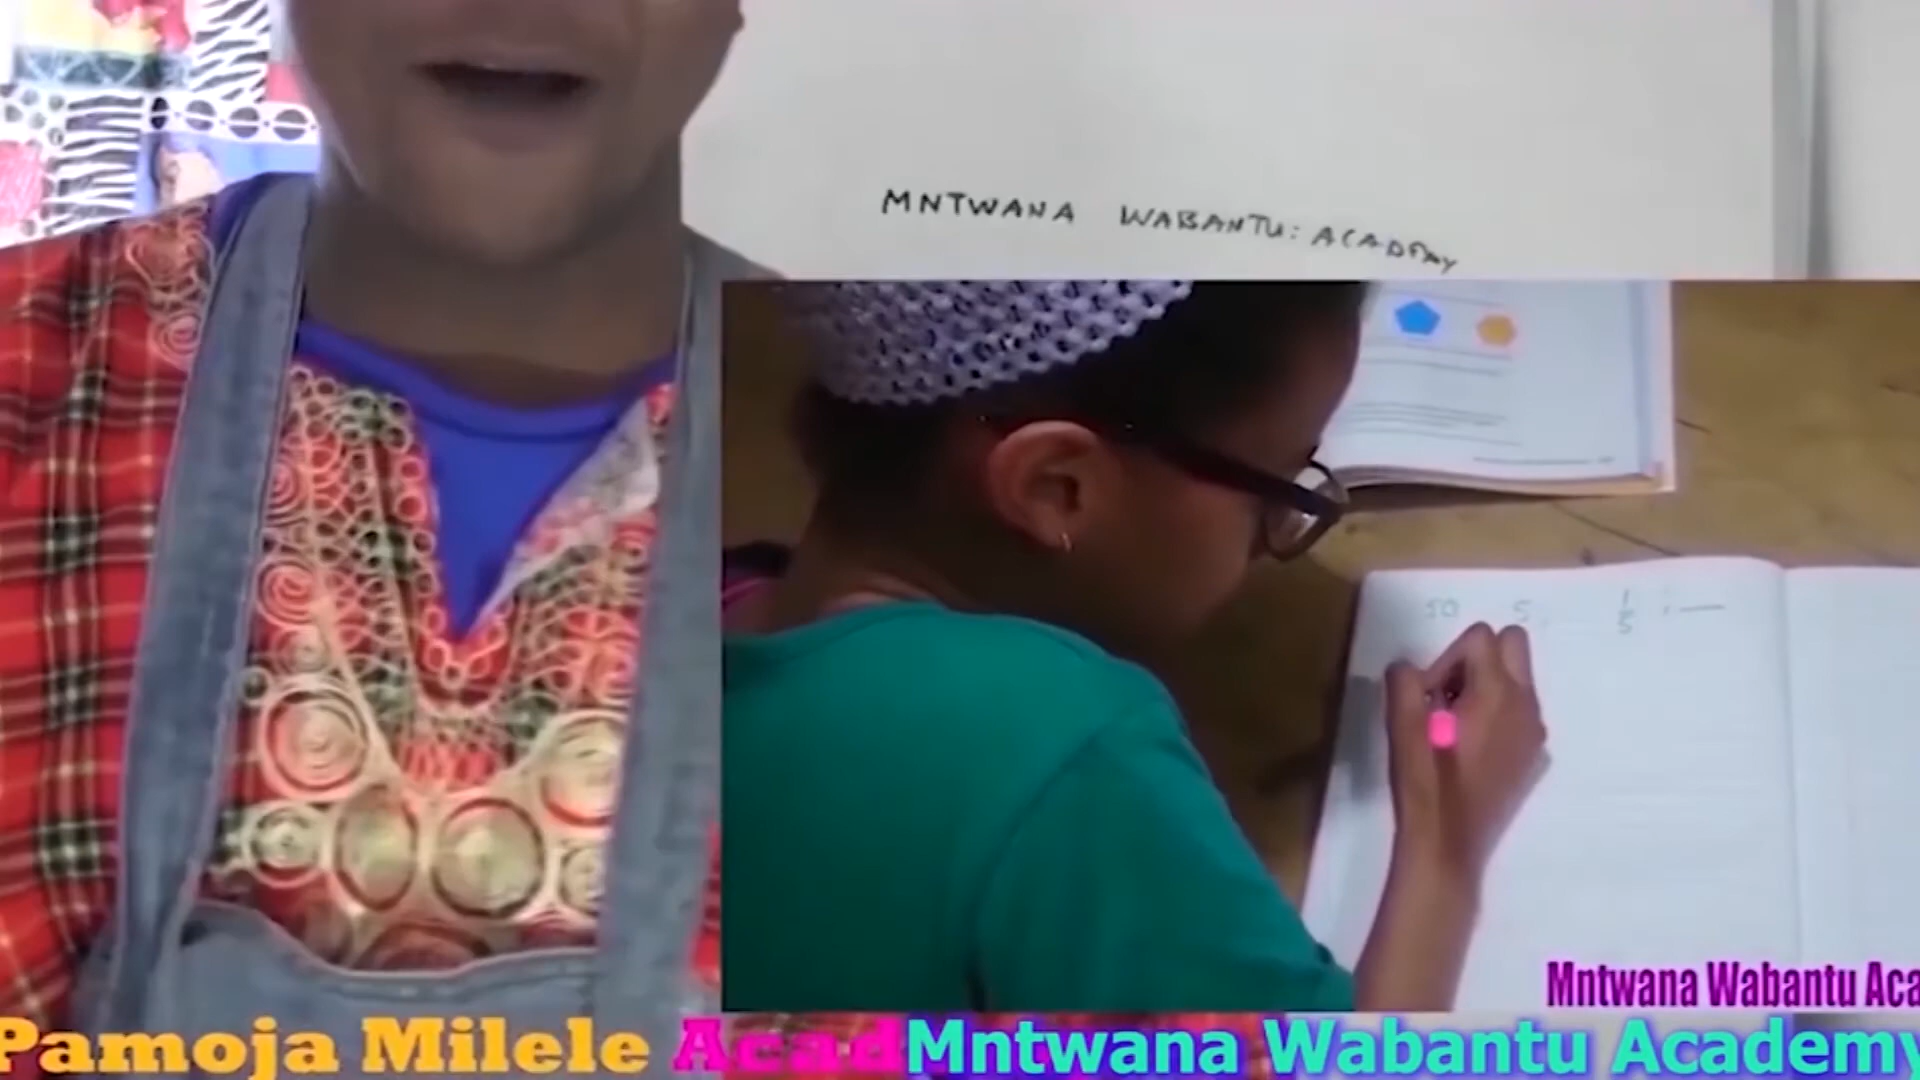 MNTWANA WABANTU: ACADEMY
50 5 1/5 : —
Mntwana Wabantu Aca
Pamoja Milele Acad
Mntwana Wabantu Academy